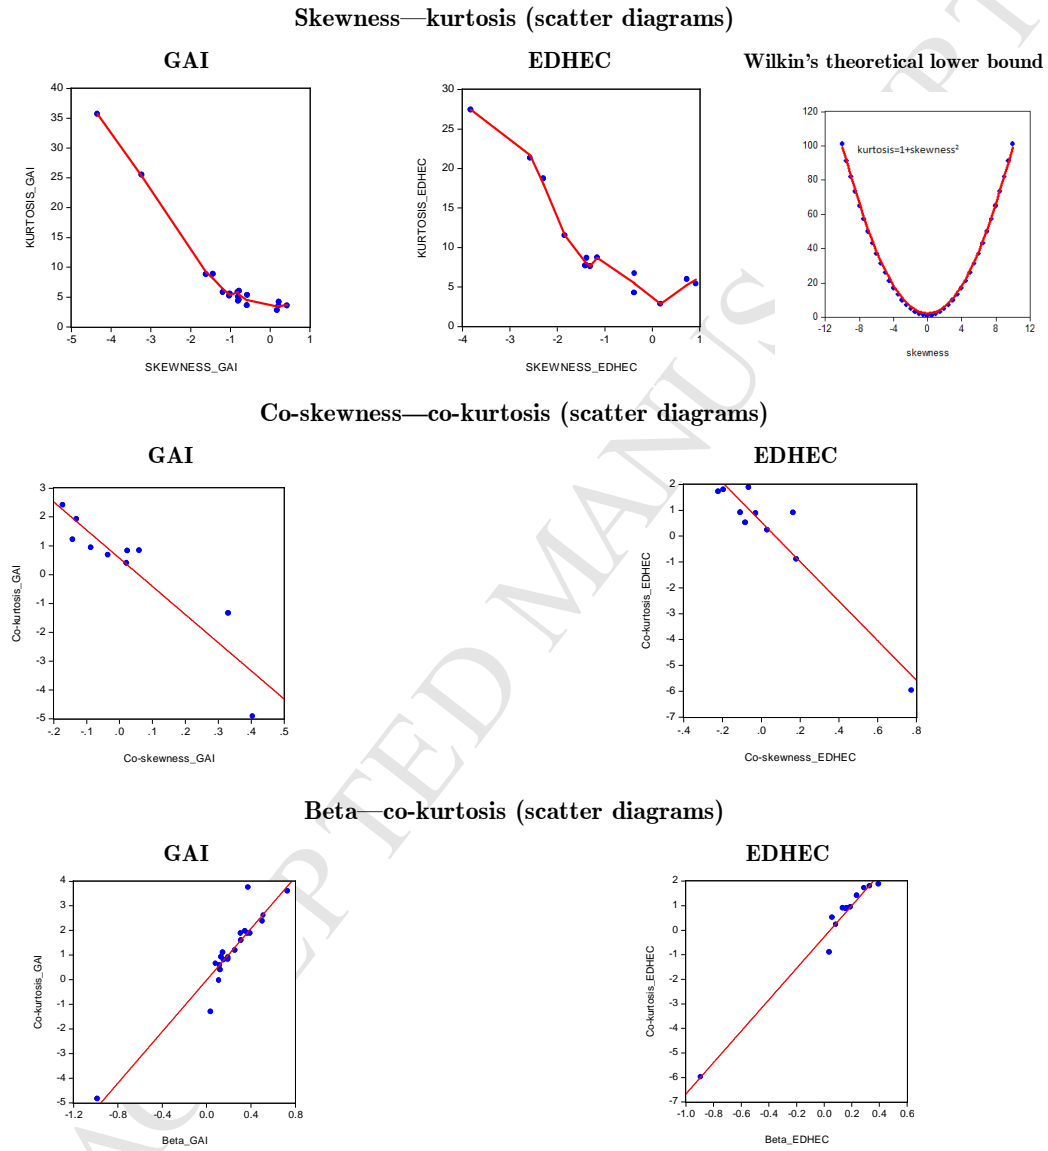 Skewness—kurtosis (scatter diagrams)
GAI
EDHEC
Wilkin's theoretical lower bound
40
35
30
25
20
15
10
5
0
KURTOSIS_GAI
-5 -4 -3 -2 -1 0 1
SKEWNESS_GAI
30
25
20
15
10
5
0
KURTOSIS_EDHEC
-4 -3 -2 -1 0 1
SKEWNESS_EDHEC
120
100
80
60
40
20
0
kurtosis=1+skewness²
-12 -8 -4 0 4 8 12
skewness
Co-skewness—co-kurtosis (scatter diagrams)
GAI
EDHEC
3
2
1
0
-1
-2
-3
-4
-5
Co-kurtosis_GAI
-.2 -.1 .0 .1 .2 .3 .4 .5
Co-skewness_GAI
2
1
0
-1
-2
-3
-4
-5
-6
-7
Co-kurtosis_EDHEC
-.4 -.2 .0 .2 .4 .6 .8
Co-skewness_EDHEC
Beta—co-kurtosis (scatter diagrams)
GAI
EDHEC
4
3
2
1
0
-1
-2
-3
-4
-5
Co-kurtosis_GAI
-1.2 -0.8 -0.4 0.0 0.4 0.8
Beta_GAI
2
1
0
-1
-2
-3
-4
-5
-6
-7
Co-kurtosis_EDHEC
-1.0 -0.8 -0.6 -0.4 -0.2 0.0 0.2 0.4 0.6
Beta_EDHEC